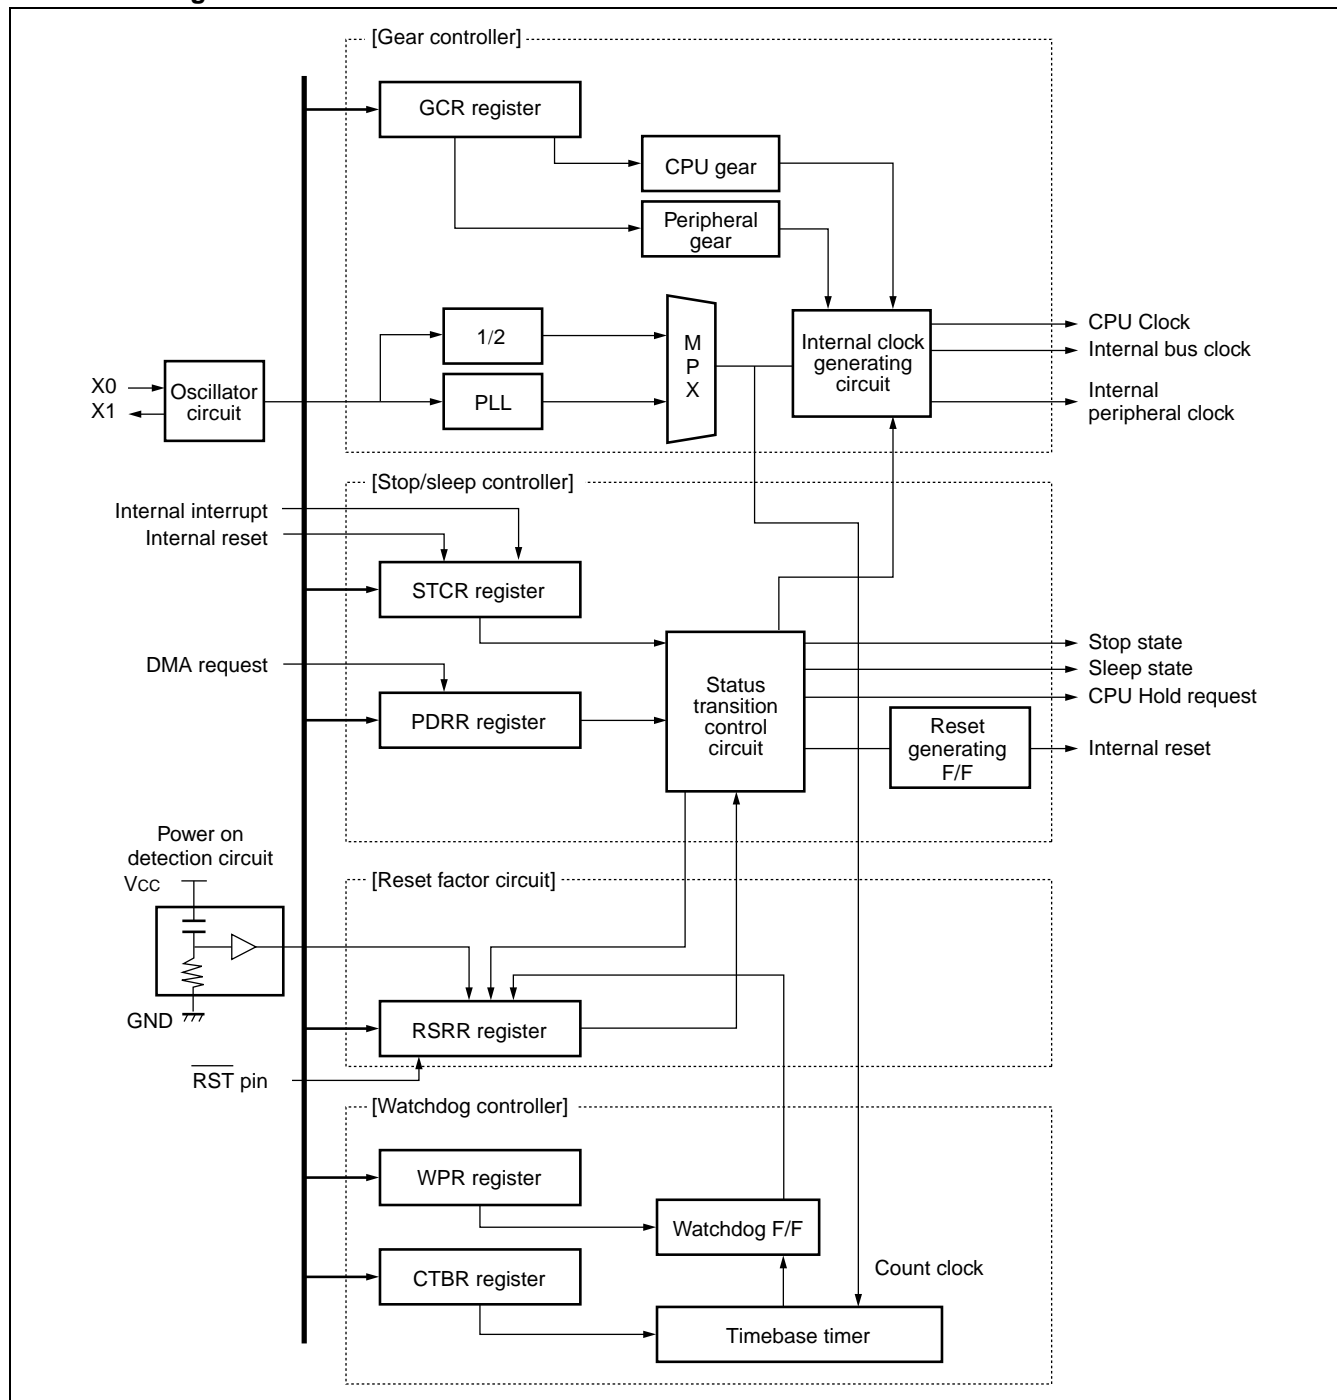 [Gear controller]
GCR register
CPU gear
Peripheral
gear
1/2
PLL
M
P
X
Internal clock
generating
circuit
CPU Clock
Internal bus clock
Internal
peripheral clock
X0
X1
Oscillator
circuit
[Stop/sleep controller]
Internal interrupt
Internal reset
STCR register
DMA request
PDRR register
Status
transition
control
circuit
Stop state
Sleep state
CPU Hold request
Reset
generating
F/F
Internal reset
Power on
detection circuit
VCC
GND
[Reset factor circuit]
RSRR register
RST pin
[Watchdog controller]
WPR register
Watchdog F/F
CTBR register
Count clock
Timebase timer